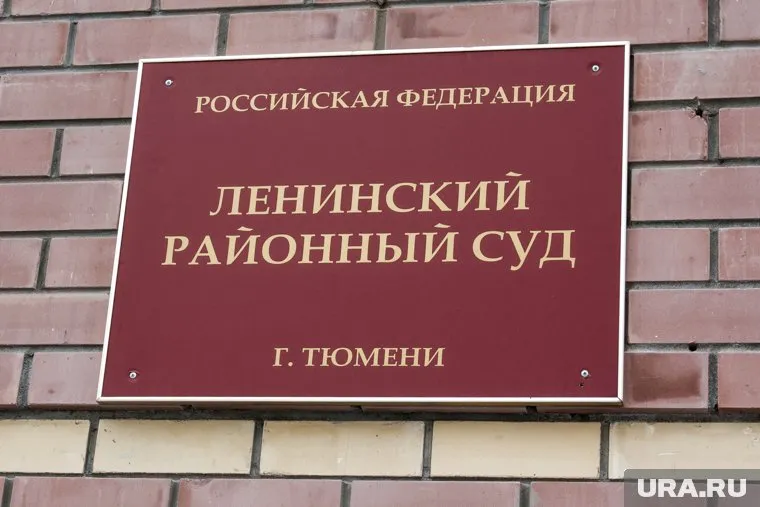 РОССИЙСКАЯ ФЕДЕРАЦИЯ
ЛЕНИНСКИЙ
РАЙОННЫЙ СУД
Г. ТЮМЕНИ
URA.RU